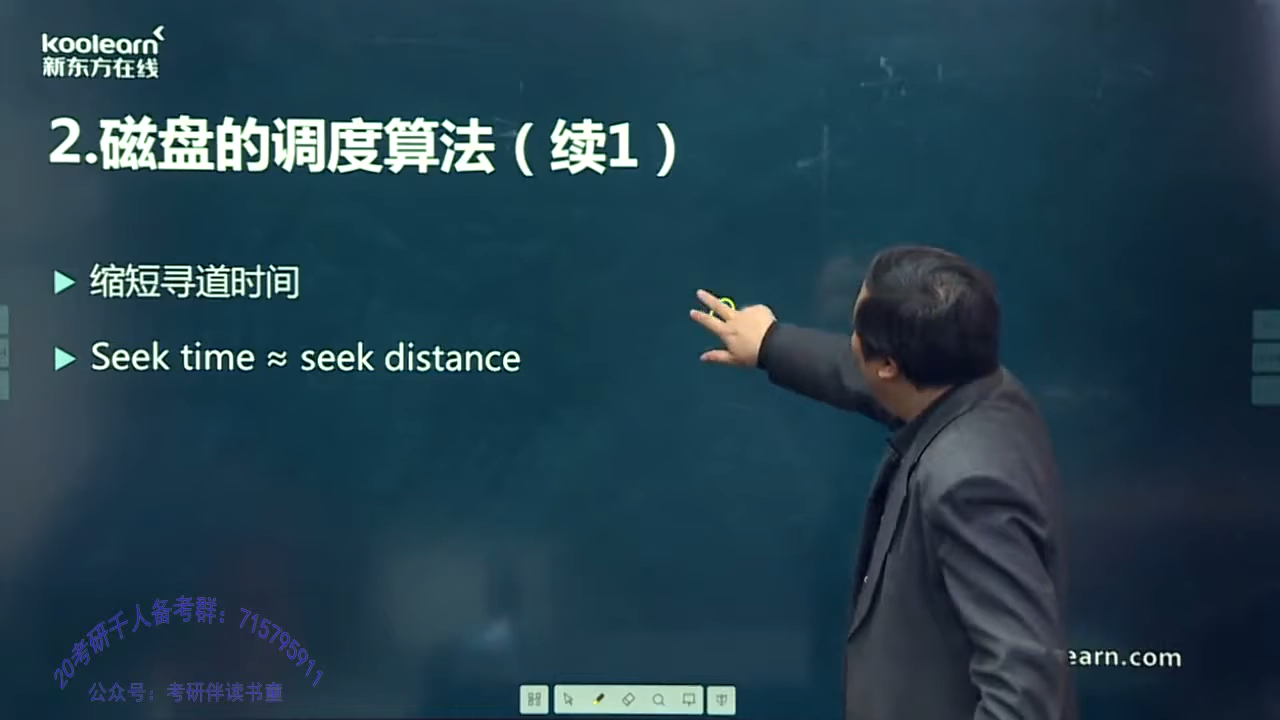 koolearn
新东方在线
2.磁盘的调度算法（续1）
缩短寻道时间
Seek time ≈ seek distance
20考研千人备考群：715795911
公众号：考研伴读书童
earn.com